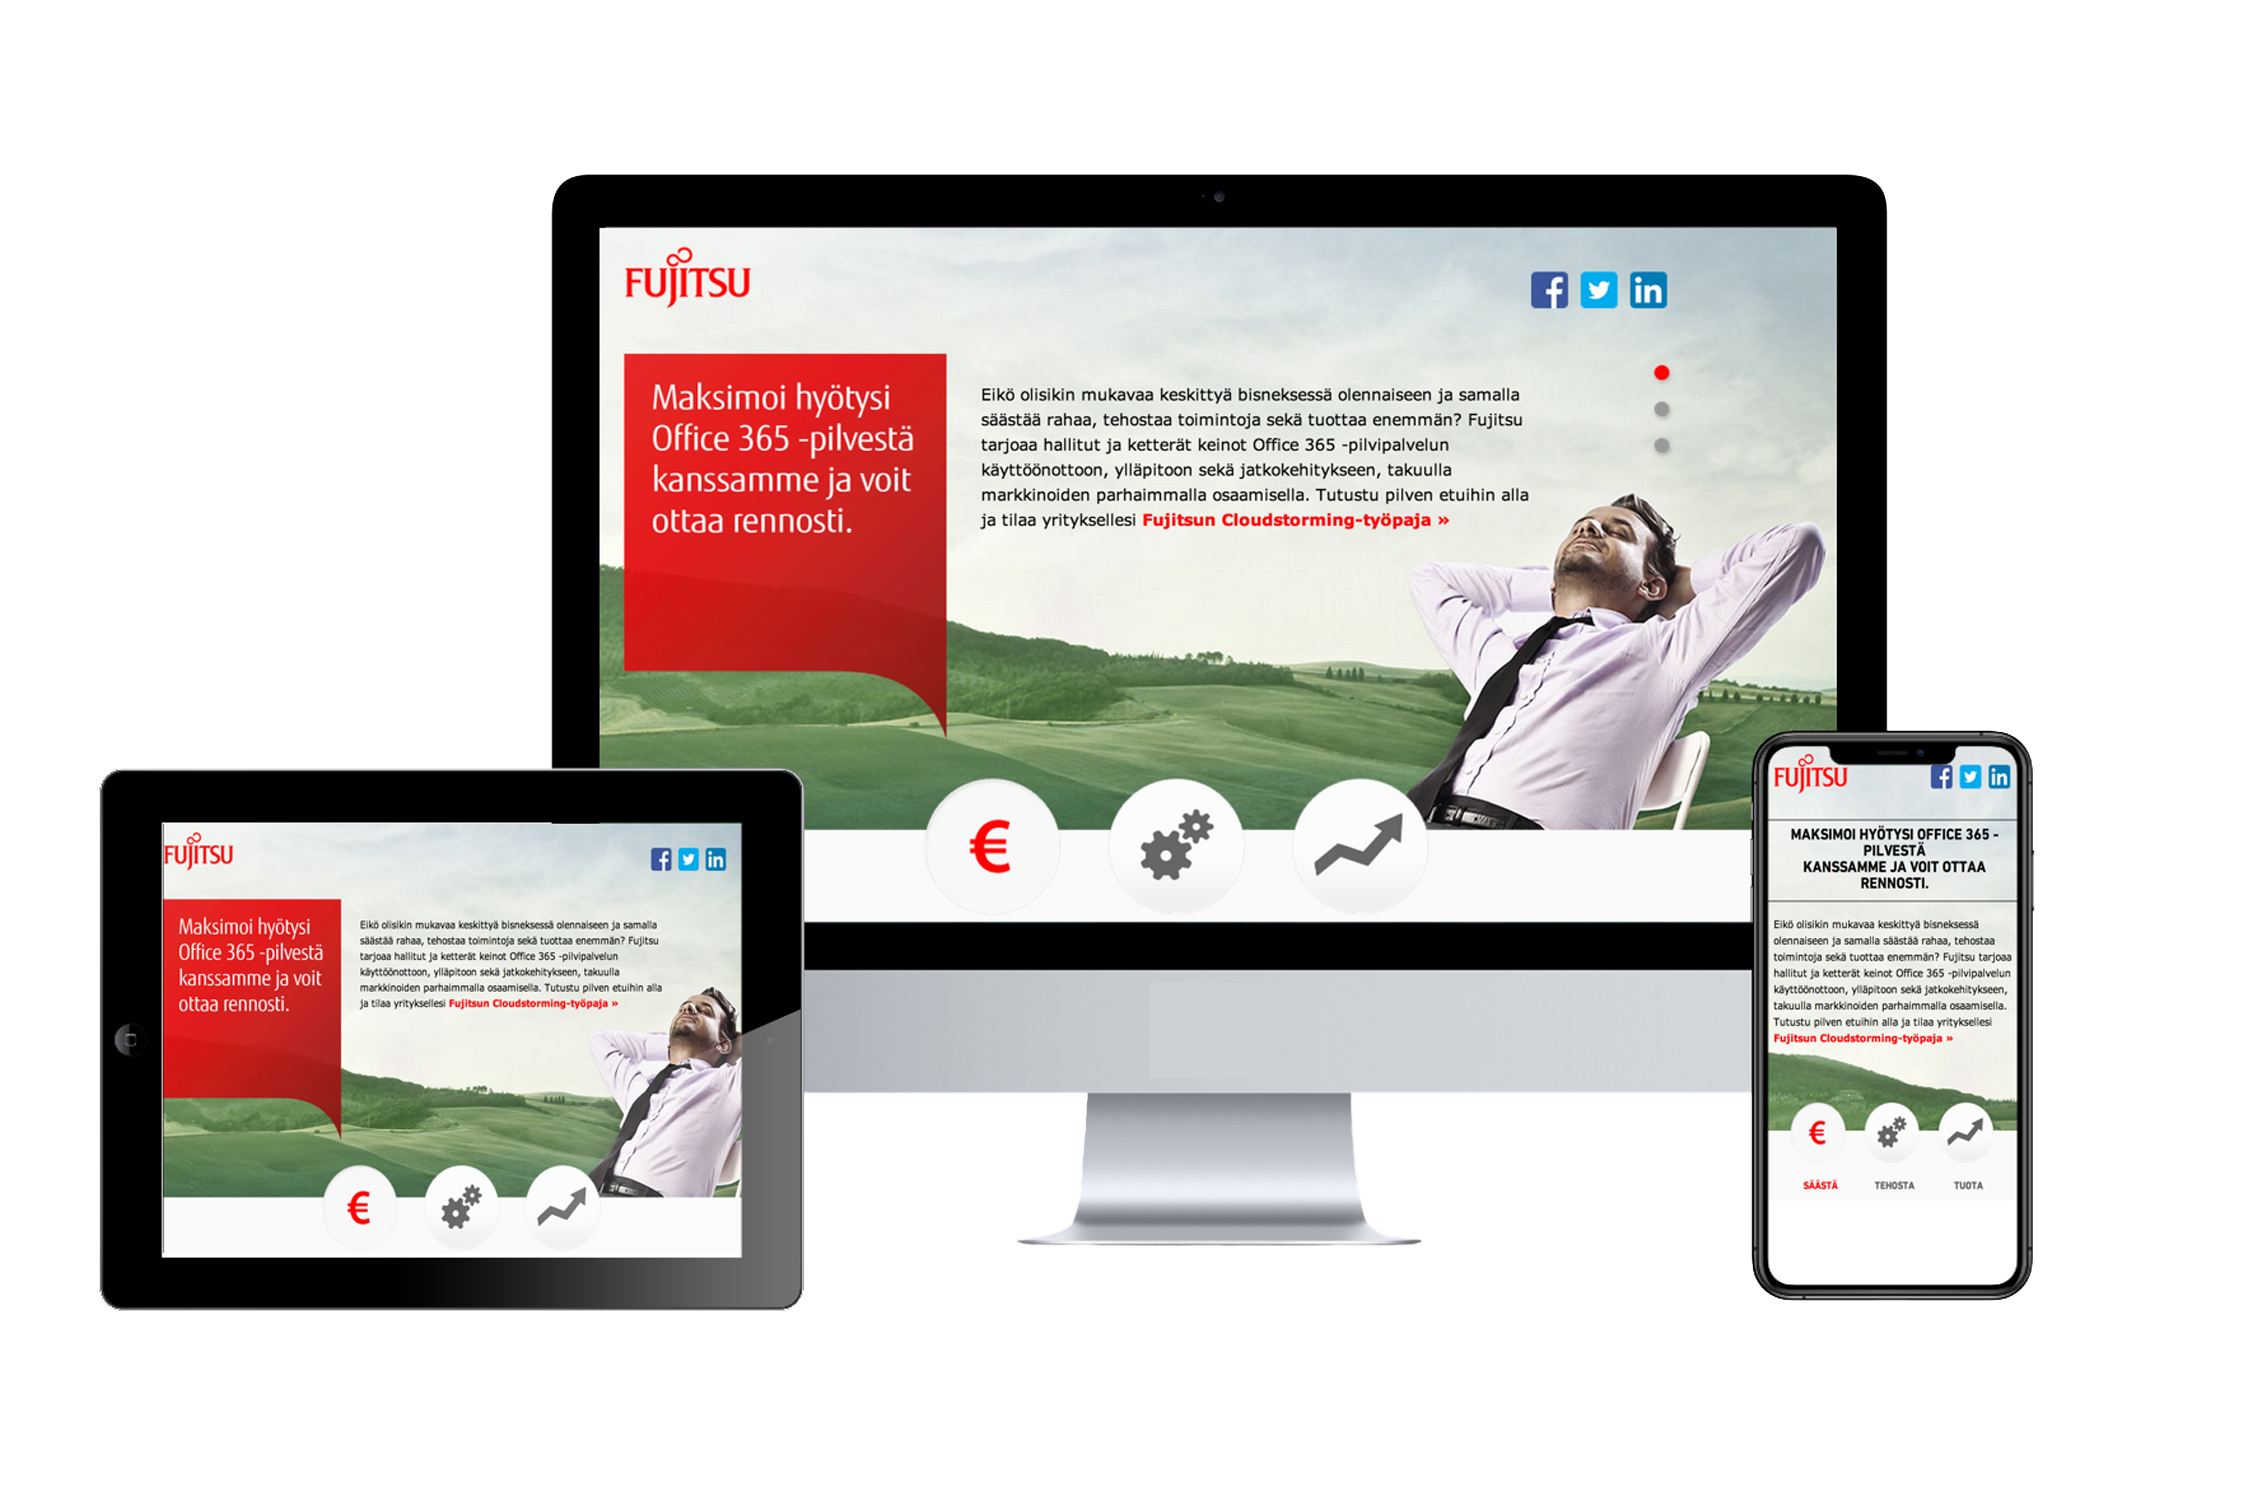 FUJITSU
Maksimoi hyötysi
Office 365 -pilvestä
kanssamme ja voit
ottaa rennosti.
Eikö olisikin mukavaa keskittyä bisneksessä olennaiseen ja samalla
säästää rahaa, tehostaa toimintoja sekä tuottaa enemmän? Fujitsu
tarjoaa hallitut ja ketterät keinot Office 365 -pilvipalvelun
käyttöönottoon, ylläpitoon sekä jatkokehitykseen, takuulla
markkinoiden parhaimmalla osaamisella. Tutustu pilven etuihin alla
ja tilaa yrityksellesi Fujitsun Cloudstorming-työpaja »
€
FUJITSU
Maksimoi hyötysi
Office 365 -pilvestä
kanssamme ja voit
ottaa rennosti.
Eikö olisikin mukavaa keskittyä bisneksessä olennaiseen ja samalla
säästää rahaa, tehostaa toimintoja sekä tuottaa enemmän? Fujitsu
tarjoaa hallitut ja ketterät keinot Office 365 -pilvipalvelun
käyttöönottoon, ylläpitoon sekä jatkokehitykseen, takuulla
markkinoiden parhaimmalla osaamisella. Tutustu pilven etuihin alla
ja tilaa yrityksellesi Fujitsun Cloudstorming-työpaja »
€
FUJITSU
MAKSIMOI HYÖTYSI OFFICE 365 -
PILVESTÄ
KANSSAMME JA VOIT OTTAA
RENNOSTI.
Eikö olisikin mukavaa keskittyä bisneksessä
olennaiseen ja samalla säästää rahaa, tehostaa
toimintoja sekä tuottaa enemmän? Fujitsu tarjoaa
hallitut ja ketterät keinot Office 365 -pilvipalvelun
käyttöönottoon, ylläpitoon sekä jatkokehitykseen,
takuulla markkinoiden parhaimmalla osaamisella.
Tutustu pilven etuihin alla ja tilaa yrityksellesi
Fujitsun Cloudstorming-työpaja »
€
SÄÄSTÄ TEHOSTA TUOTA